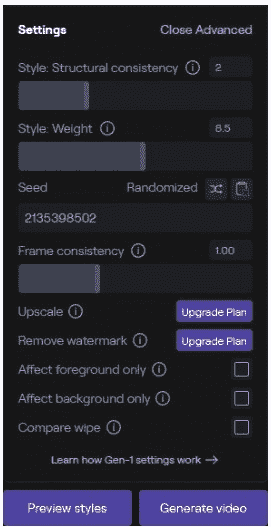 Settings Close Advanced
Style: Structural consistency 2
Style: Weight 8.5
Seed Randomized
2135398502
Frame consistency 1.00
Upscale Upgrade Plan
Remove watermark Upgrade Plan
Affect foreground only
Affect background only
Compare wipe
Learn how Gen-1 settings work →
Preview styles Generate video